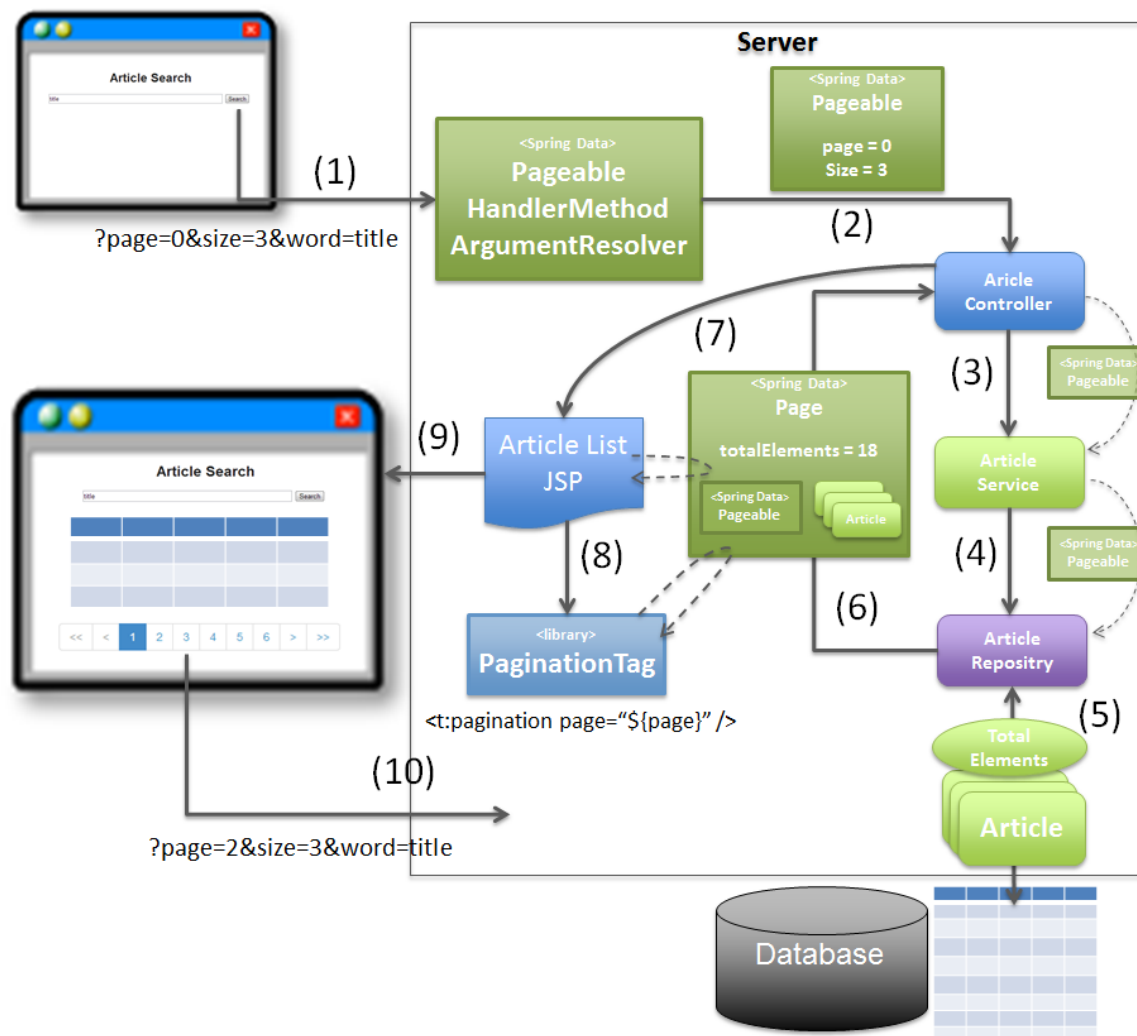 Server
Article Search
title
Search
(1)
?page=0&size=3&word=title
<Spring Data>
Pageable
HandlerMethod
ArgumentResolver
<Spring Data>
Pageable
page = 0
Size = 3
(2)
Aricle
Controller
(3)
<Spring Data>
Pageable
Article
Service
(4)
<Spring Data>
Pageable
Article
Repositry
(5)
Total
Elements
Article
Database
(6)
<Spring Data>
Page
totalElements = 18
<Spring Data>
Pageable
Article
(7)
Article List
JSP
(8)
<library>
PaginationTag
<t:pagination page=“${page}” />
(9)
Article Search
title
Search
<< < 1 2 3 4 5 6 > >>
(10)
?page=2&size=3&word=title